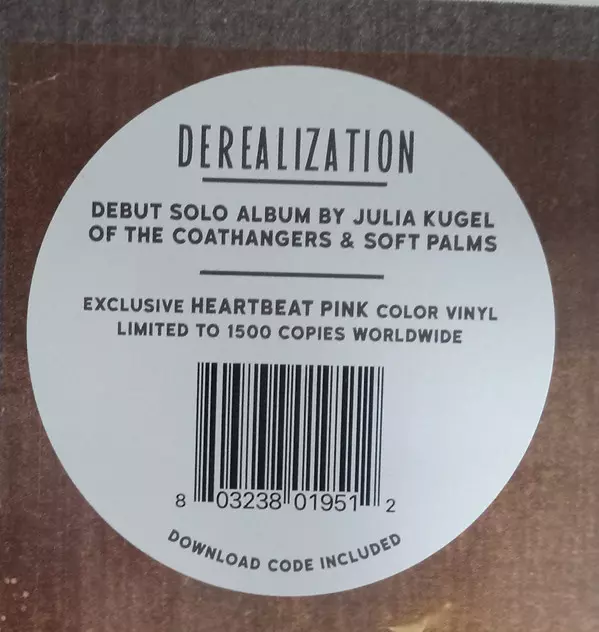 DEREALIZATION
DEBUT SOLO ALBUM BY JULIA KUGEL
OF THE COATHANGERS & SOFT PALMS
EXCLUSIVE HEARTBEAT PINK COLOR VINYL
LIMITED TO 1500 COPIES WORLDWIDE
8 03238 01951 2
DOWNLOAD CODE INCLUDED